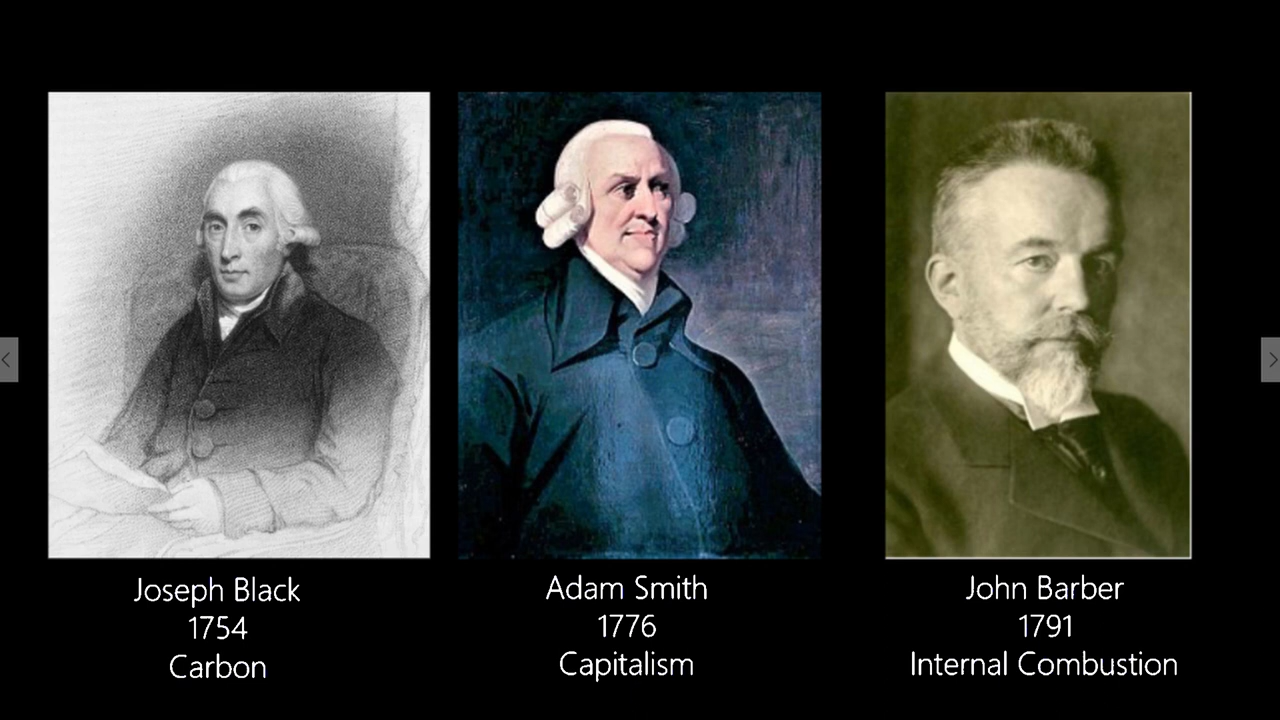 Joseph Black
1754
Carbon
Adam Smith
1776
Capitalism
John Barber
1791
Internal Combustion